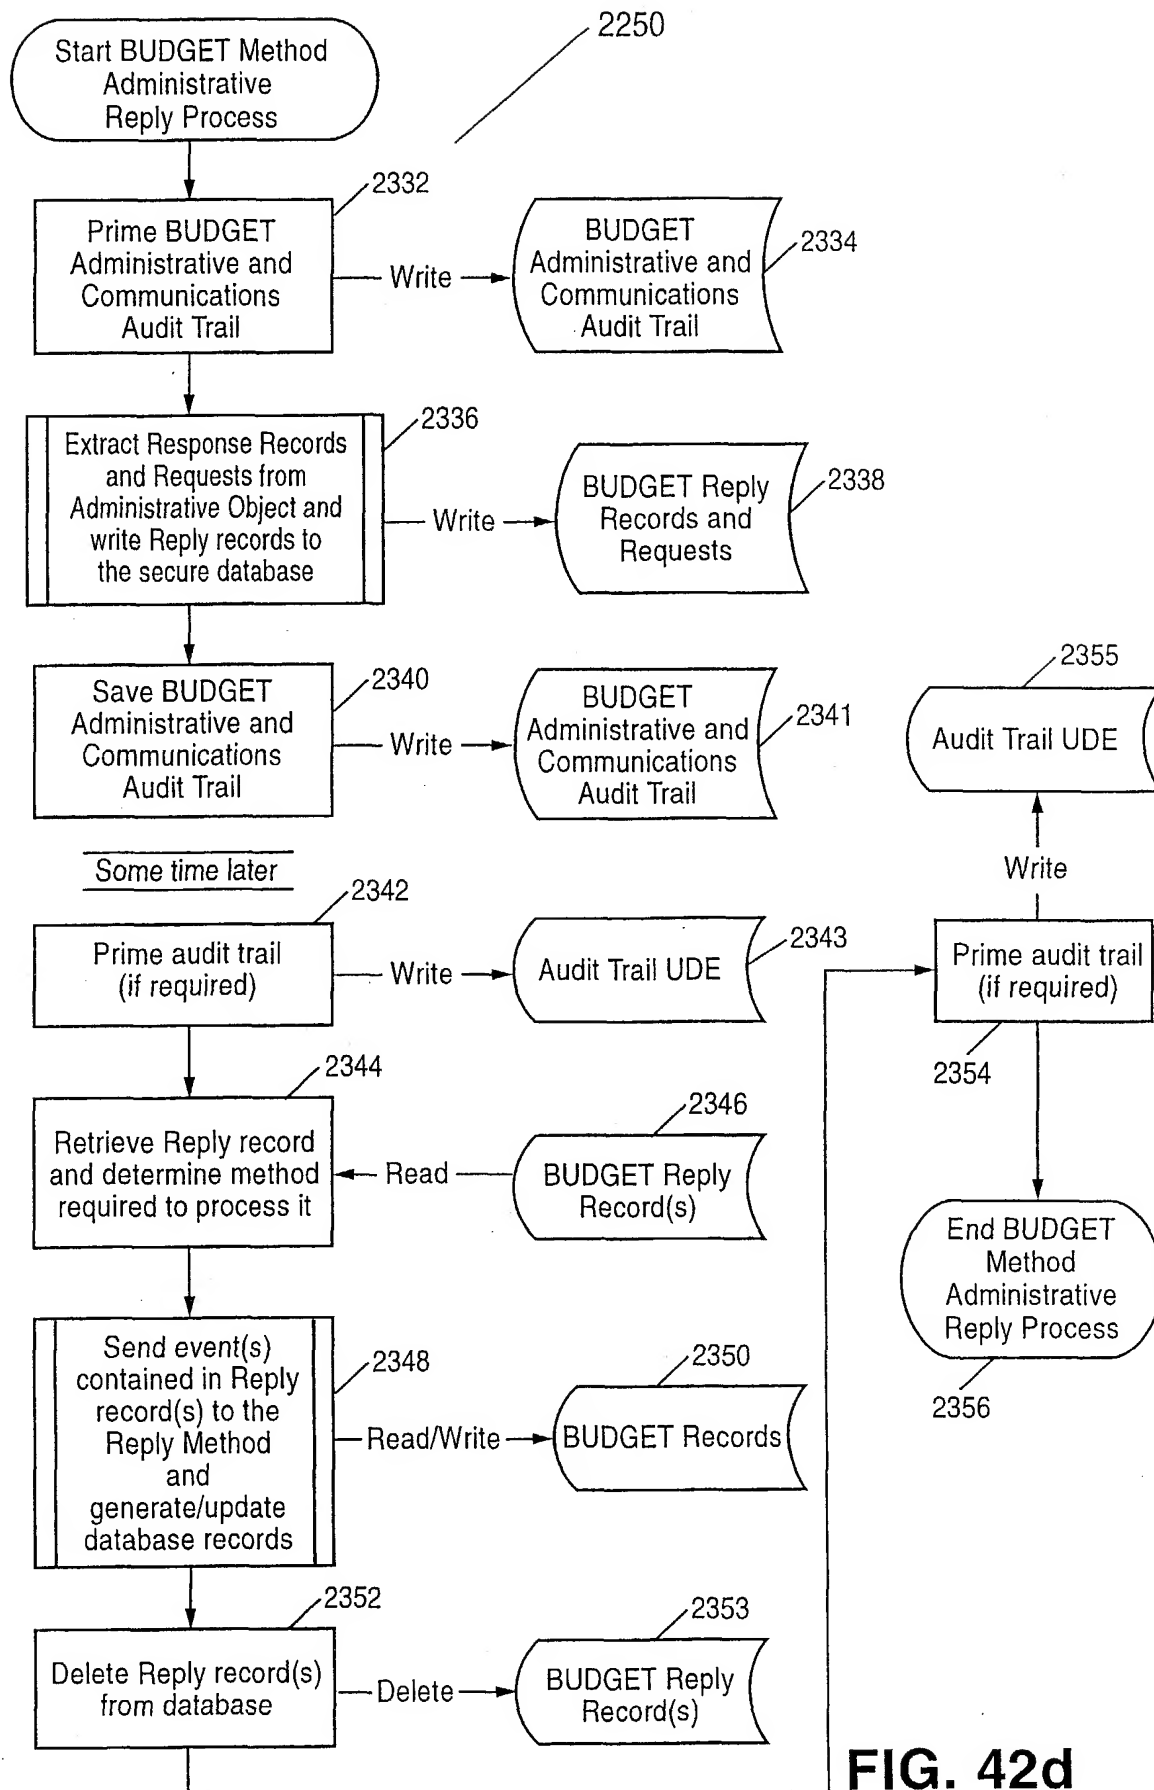 2250
Start BUDGET Method
Administrative
Reply Process
2332
Prime BUDGET
Administrative and
Communications
Audit Trail
Write
BUDGET
Administrative and
Communications
Audit Trail
2334
2336
Extract Response Records
and Requests from
Administrative Object and
write Reply records to
the secure database
Write
BUDGET Reply
Records and
Requests
2338
2340
Save BUDGET
Administrative and
Communications
Audit Trail
Write
BUDGET
Administrative and
Communications
Audit Trail
2341
Some time later
2342
Prime audit trail
(if required)
Write
Audit Trail UDE
2343
2344
Retrieve Reply record
and determine method
required to process it
Read
2346
BUDGET Reply
Record(s)
2348
Send event(s)
contained in Reply
record(s) to the
Reply Method
and
generate/update
database records
Read/Write
2350
BUDGET Records
2352
Delete Reply record(s)
from database
Delete
2353
BUDGET Reply
Record(s)
2355
Audit Trail UDE
Write
Prime audit trail
(if required)
2354
End BUDGET
Method
Administrative
Reply Process
2356
FIG. 42d